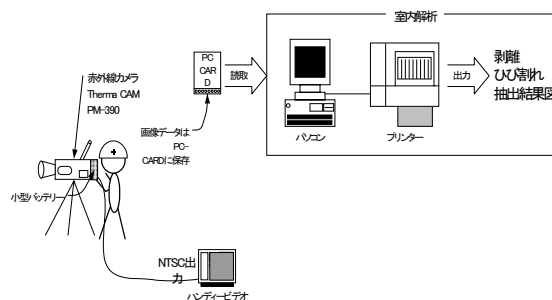 室内解析
PC
CAR
D
読取
出力
剥離
ひび割れ
抽出結果図
パソコン
プリンター
赤外線カメラ
Therma CAM
PM-390
画像データは
PC-
CARDに保存
小型バッテリー
NTSC出
力
ハンディービデオ